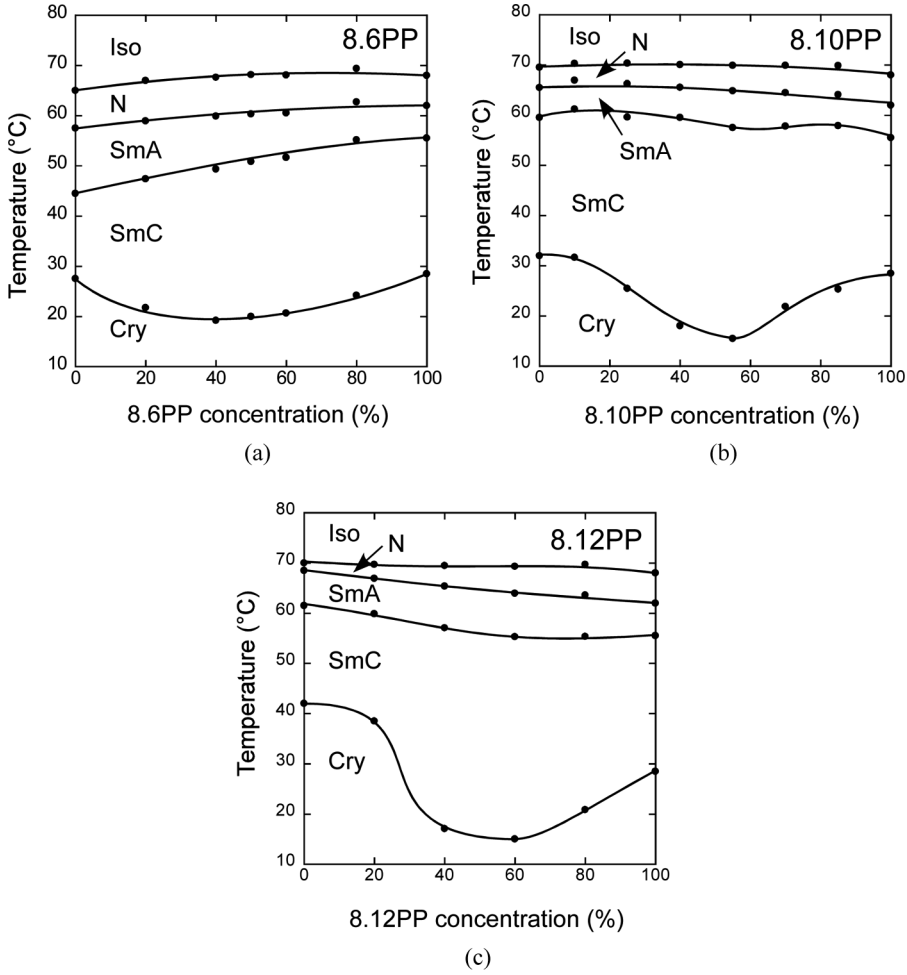 80
70
60
50
40
30
20
10
Temperature (°C)
Iso
8.6PP
N
SmA
SmC
Cry
0 20 40 60 80 100
8.6PP concentration (%)
(a)
80
70
60
50
40
30
20
10
Temperature (°C)
Iso
N
8.10PP
SmA
SmC
Cry
0 20 40 60 80 100
8.10PP concentration (%)
(b)
80
70
60
50
40
30
20
10
Temperature (°C)
Iso
N
8.12PP
SmA
SmC
Cry
0 20 40 60 80 100
8.12PP concentration (%)
(c)